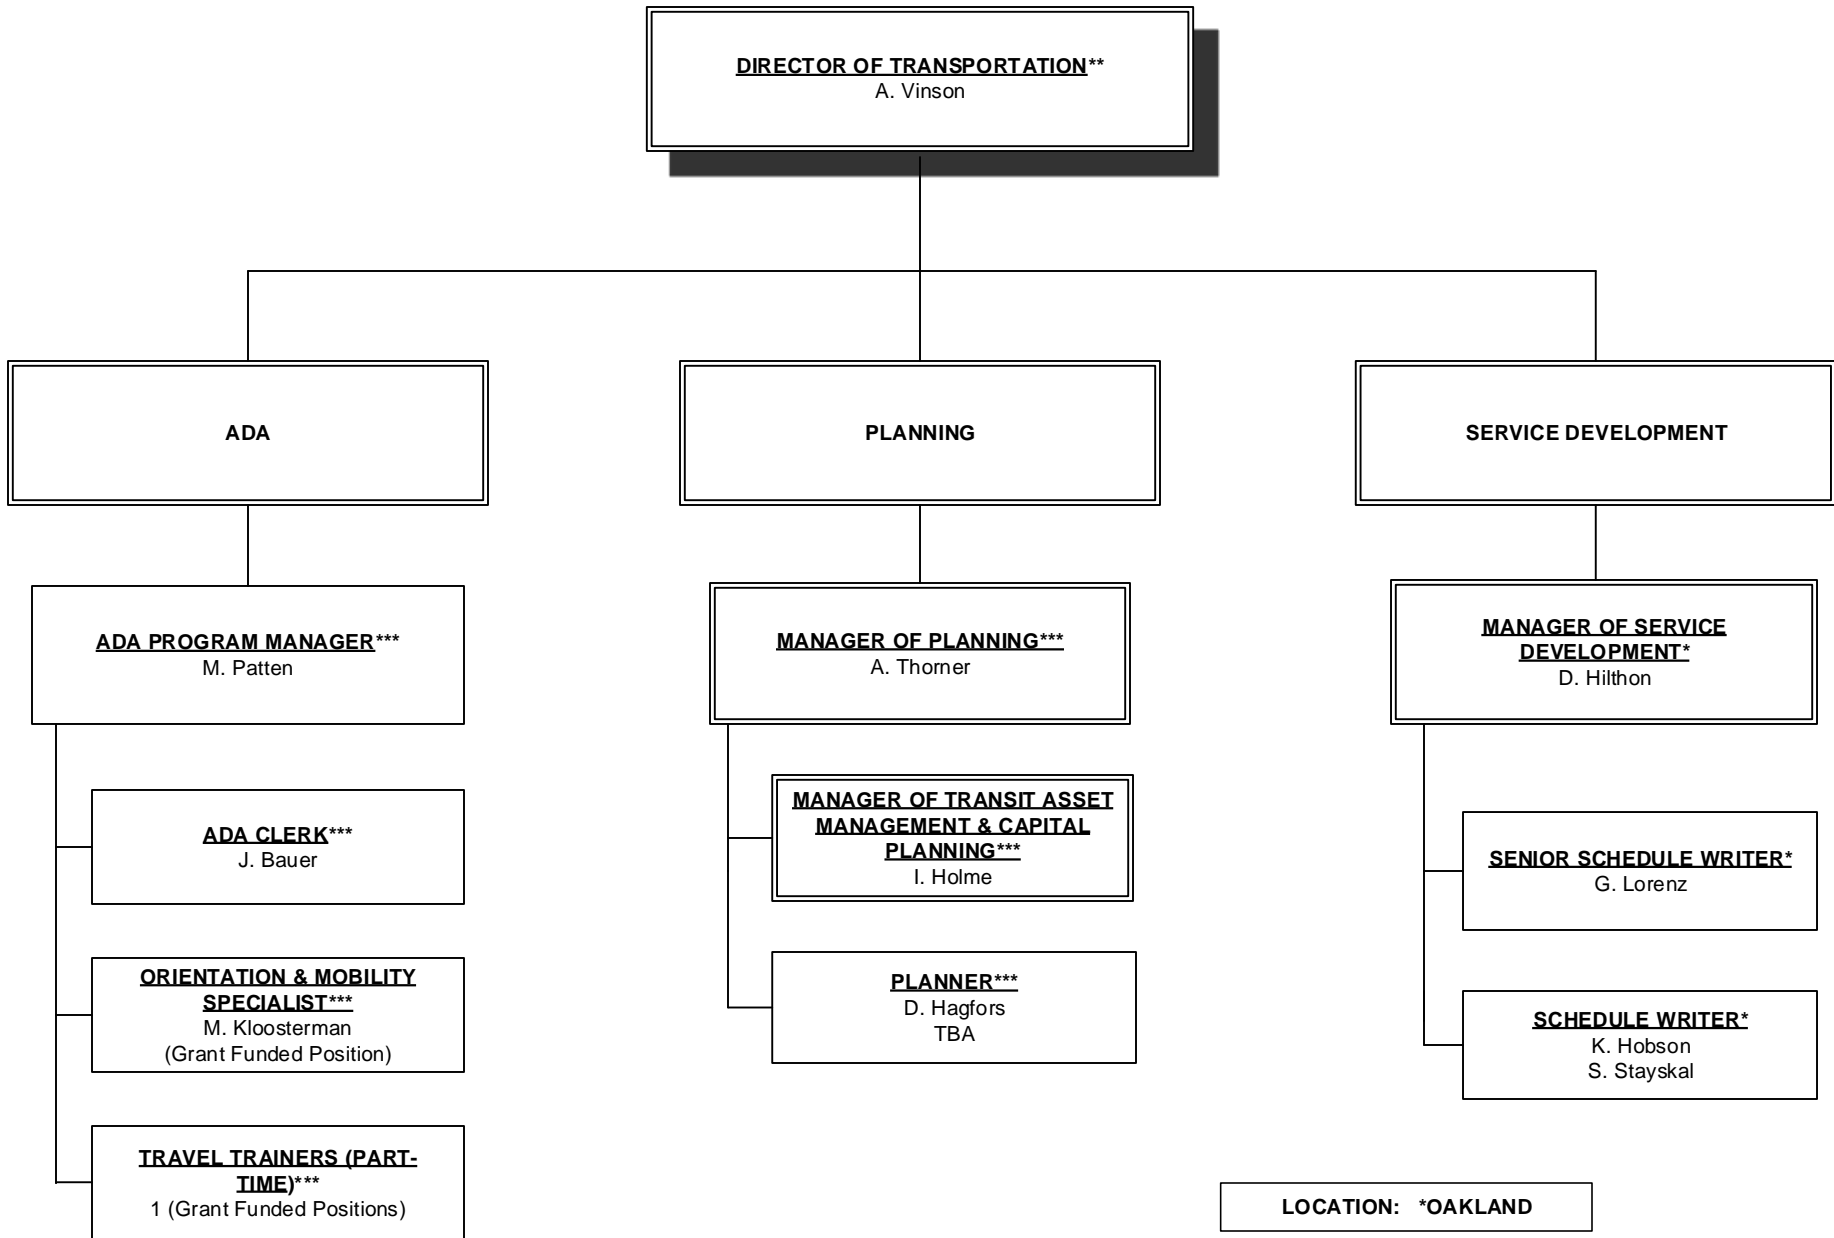 DIRECTOR OF TRANSPORTATION**
A. Vinson
ADA
PLANNING
SERVICE DEVELOPMENT
ADA PROGRAM MANAGER***
M. Patten
MANAGER OF PLANNING***
A. Thorner
MANAGER OF SERVICE
DEVELOPMENT*
D. Hilthon
ADA CLERK***
J. Bauer
MANAGER OF TRANSIT ASSET
MANAGEMENT & CAPITAL
PLANNING***
I. Holme
SENIOR SCHEDULE WRITER*
G. Lorenz
ORIENTATION & MOBILITY
SPECIALIST***
M. Kloosterman
(Grant Funded Position)
PLANNER***
D. Hagfors
TBA
SCHEDULE WRITER*
K. Hobson
S. Stayskal
TRAVEL TRAINERS (PART-
TIME)***
1 (Grant Funded Positions)
LOCATION: *OAKLAND